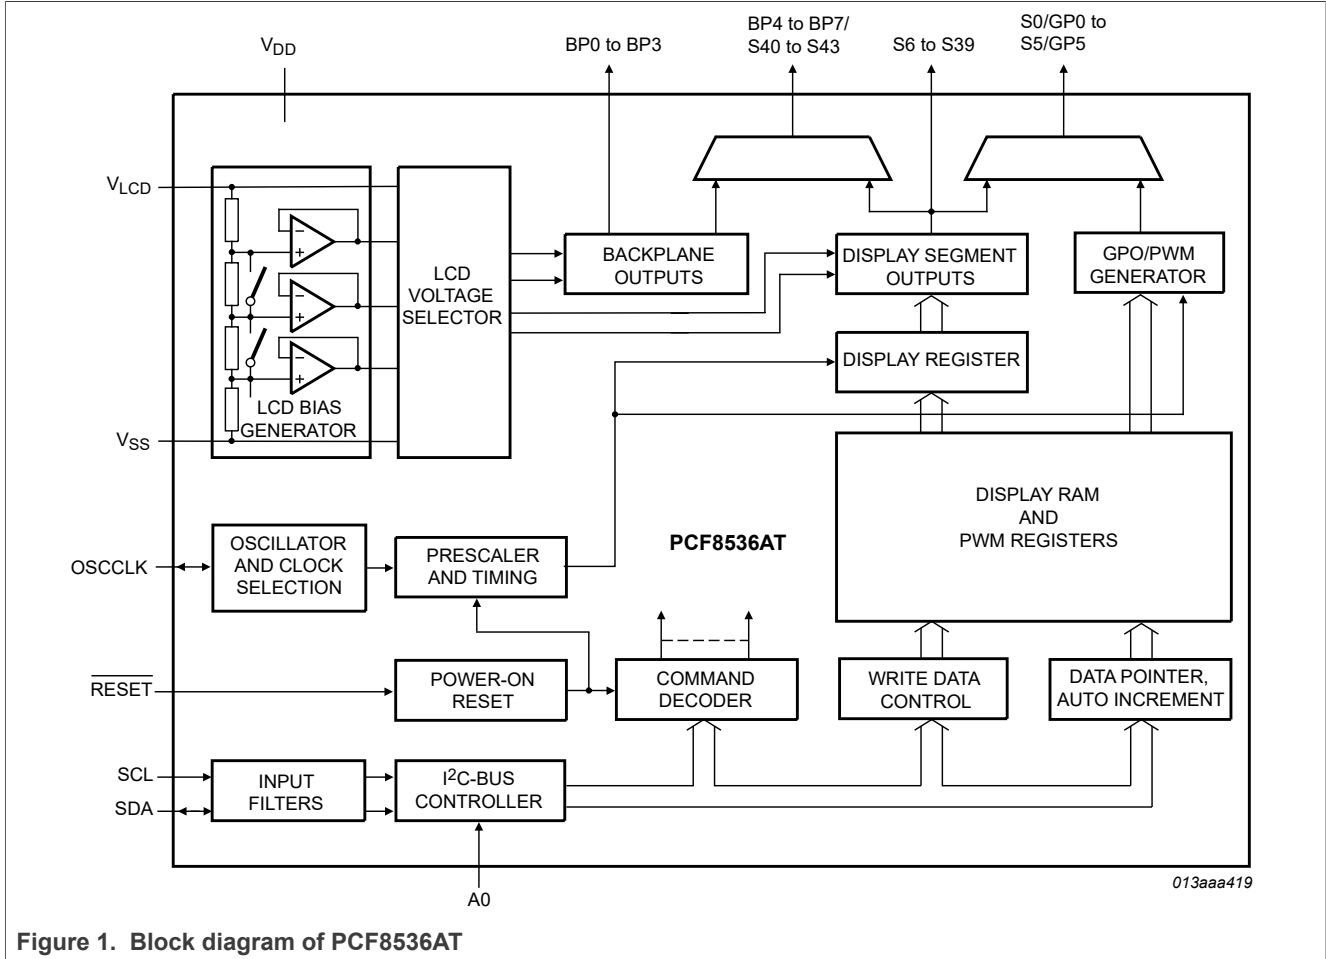 VDD
BP0 to BP3
BP4 to BP7/
S40 to S43
S6 to S39
S0/GP0 to
S5/GP5
VLCD
VSS
LCD BIAS
GENERATOR
LCD
VOLTAGE
SELECTOR
BACKPLANE
OUTPUTS
DISPLAY SEGMENT
OUTPUTS
GPO/PWM
GENERATOR
DISPLAY REGISTER
DISPLAY RAM
AND
PWM REGISTERS
OSCCLK
OSCILLATOR
AND CLOCK
SELECTION
PRESCALER
AND TIMING
PCF8536AT
RESET
POWER-ON
RESET
COMMAND
DECODER
WRITE DATA
CONTROL
DATA POINTER,
AUTO INCREMENT
SCL
SDA
INPUT
FILTERS
I2C-BUS
CONTROLLER
A0
013aaa419
Figure 1. Block diagram of PCF8536AT